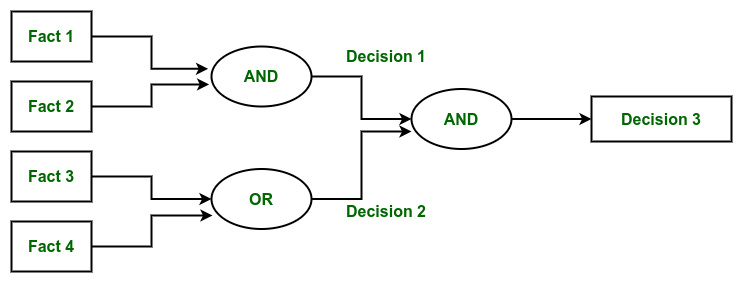 Fact 1
Fact 2
Fact 3
Fact 4
AND
OR
Decision 1
Decision 2
AND
Decision 3